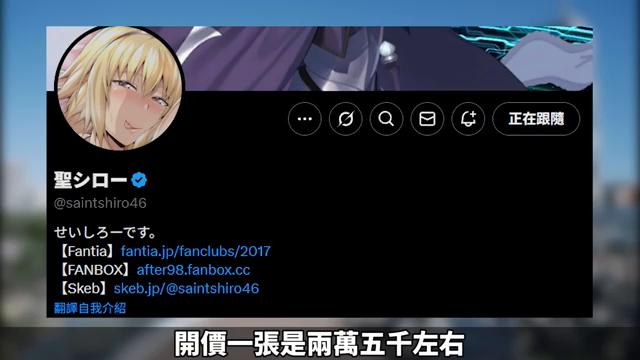 正在跟隨
聖シロー
@saintshiro46
せいしろーです。
【Fantia】fantia.jp/fanclubs/2017
【FANBOX】after98.fanbox.cc
【Skeb】skeb.jp/@saintshiro46
翻譯自我介紹
開價一張是兩萬五千左右